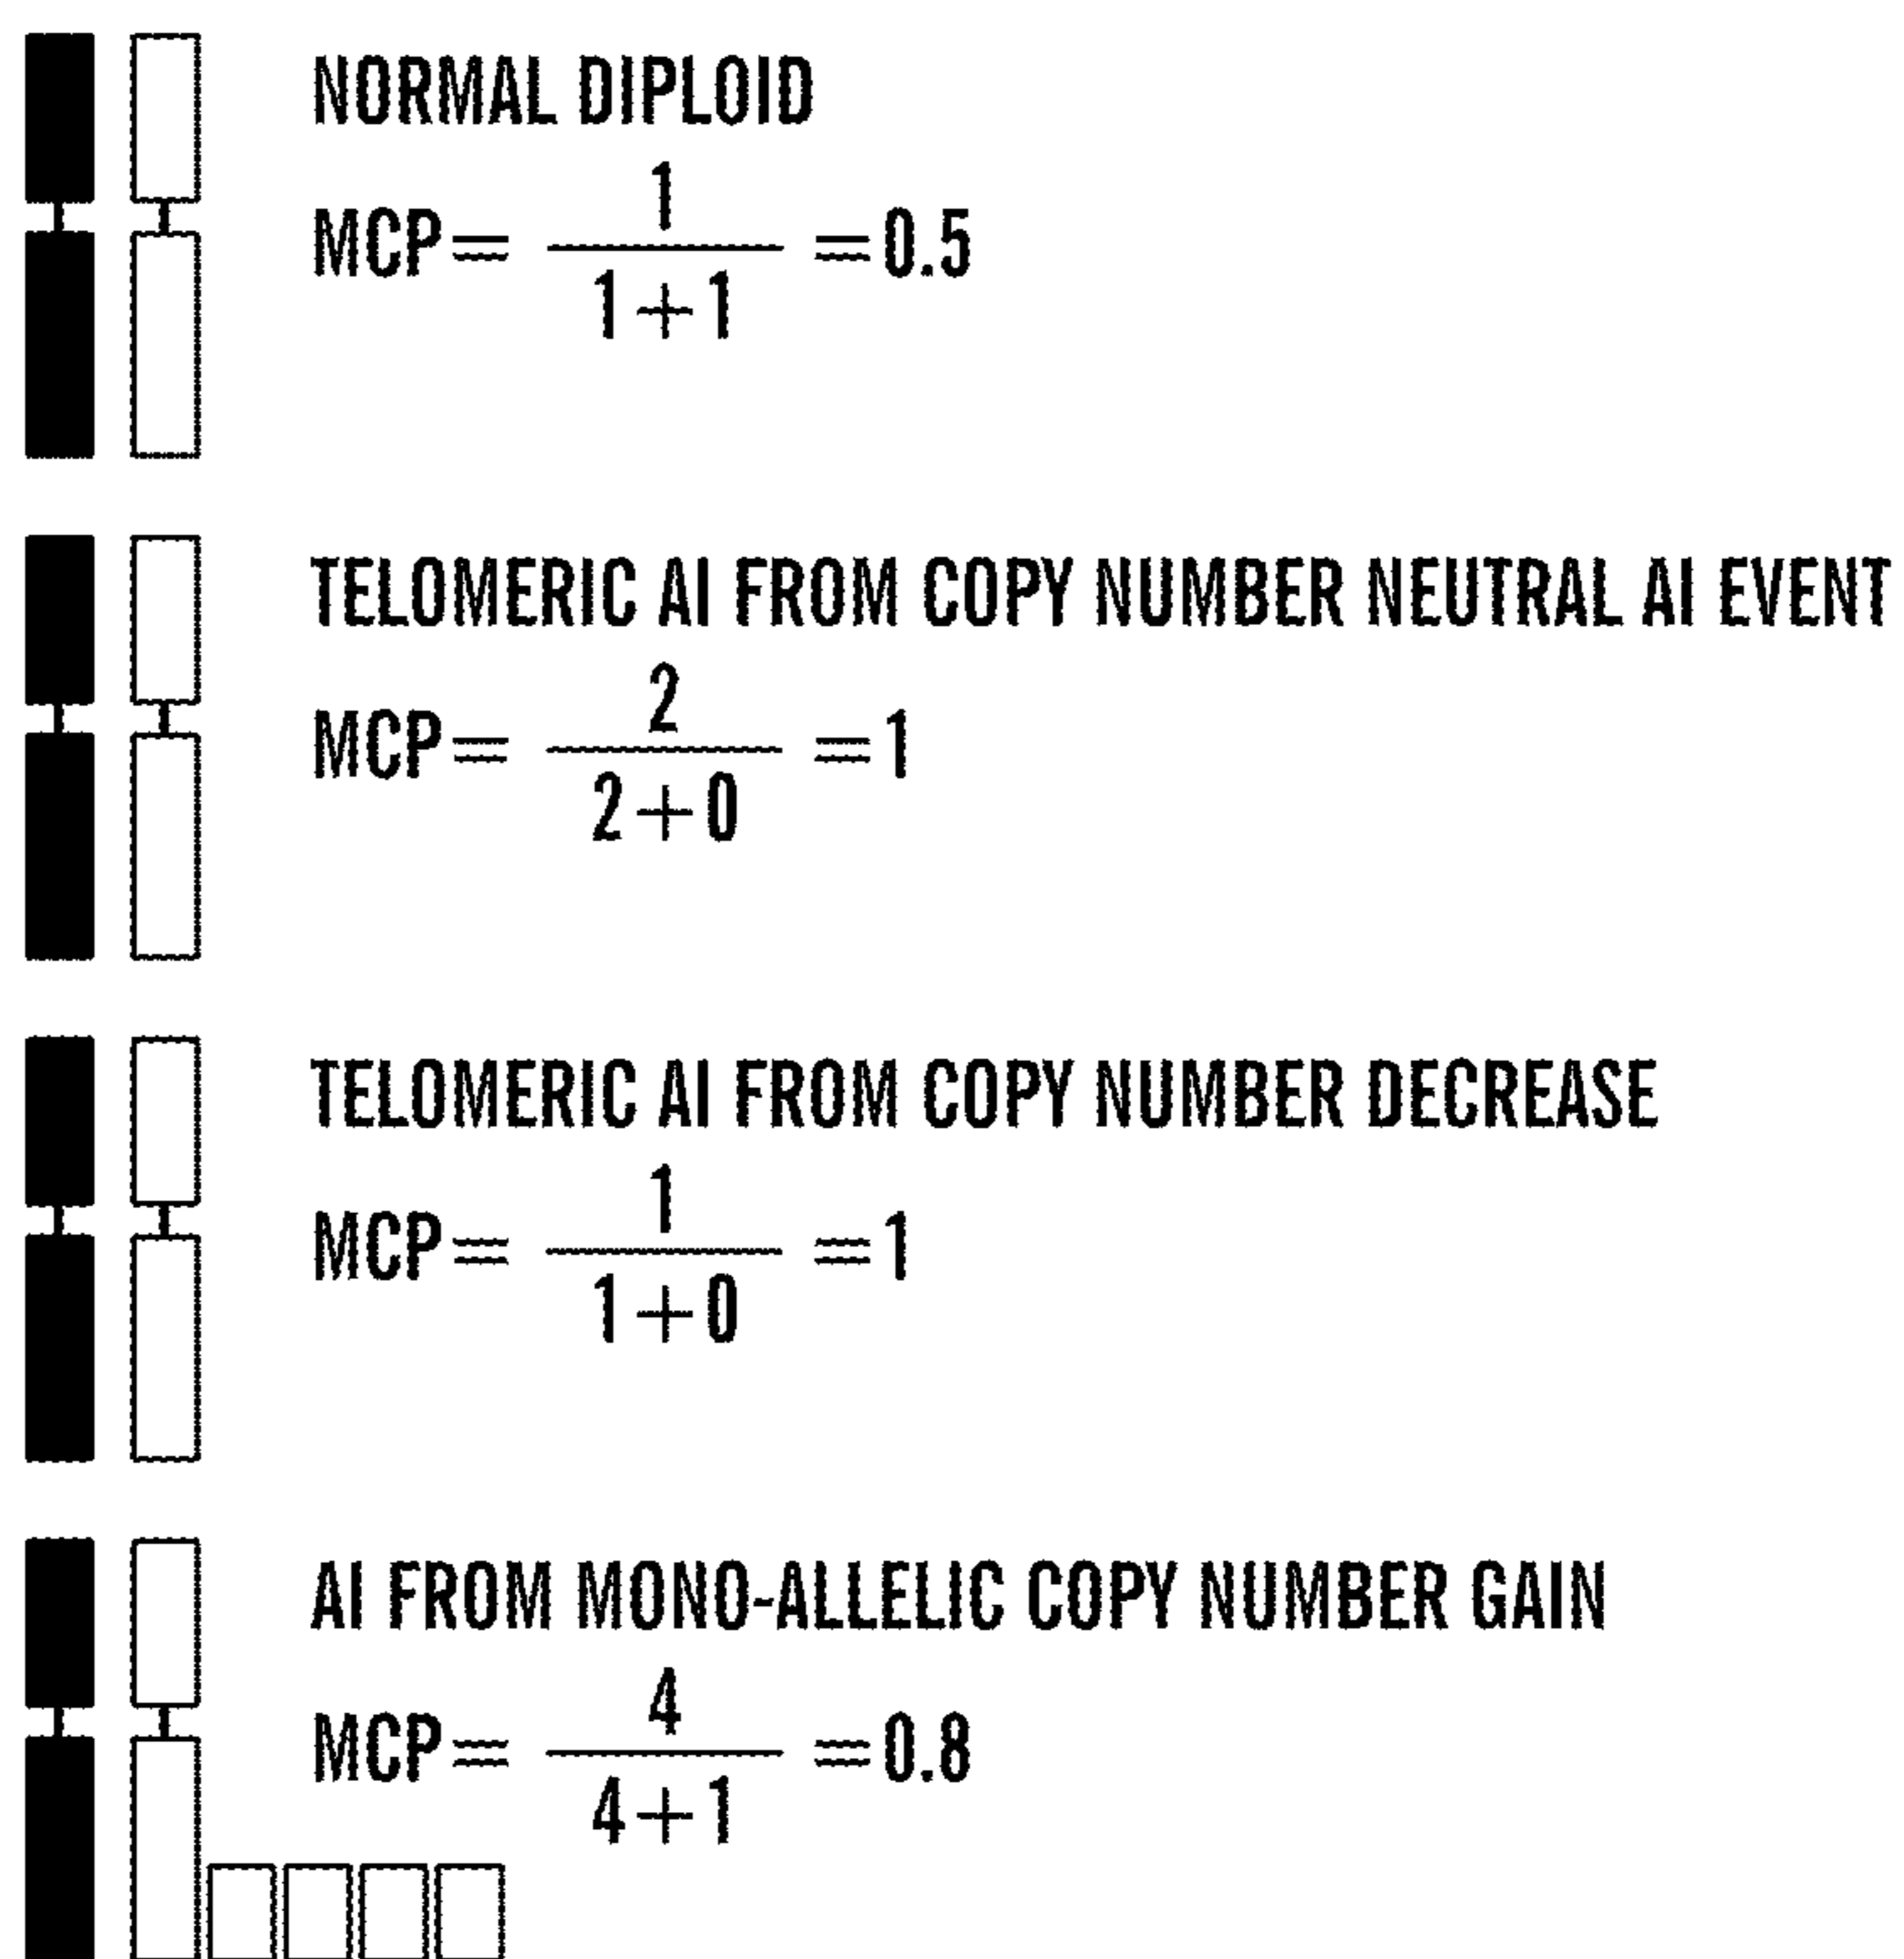 NORMAL DIPLOID
MCP= 1
1+1 =0.5
TELOMERIC AI FROM COPY NUMBER NEUTRAL AI EVENT
MCP= 2
2+0 =1
TELOMERIC AI FROM COPY NUMBER DECREASE
MCP= 1
1+0 =1
AI FROM MONO-ALLELIC COPY NUMBER GAIN
MCP= 4
4+1 =0.8